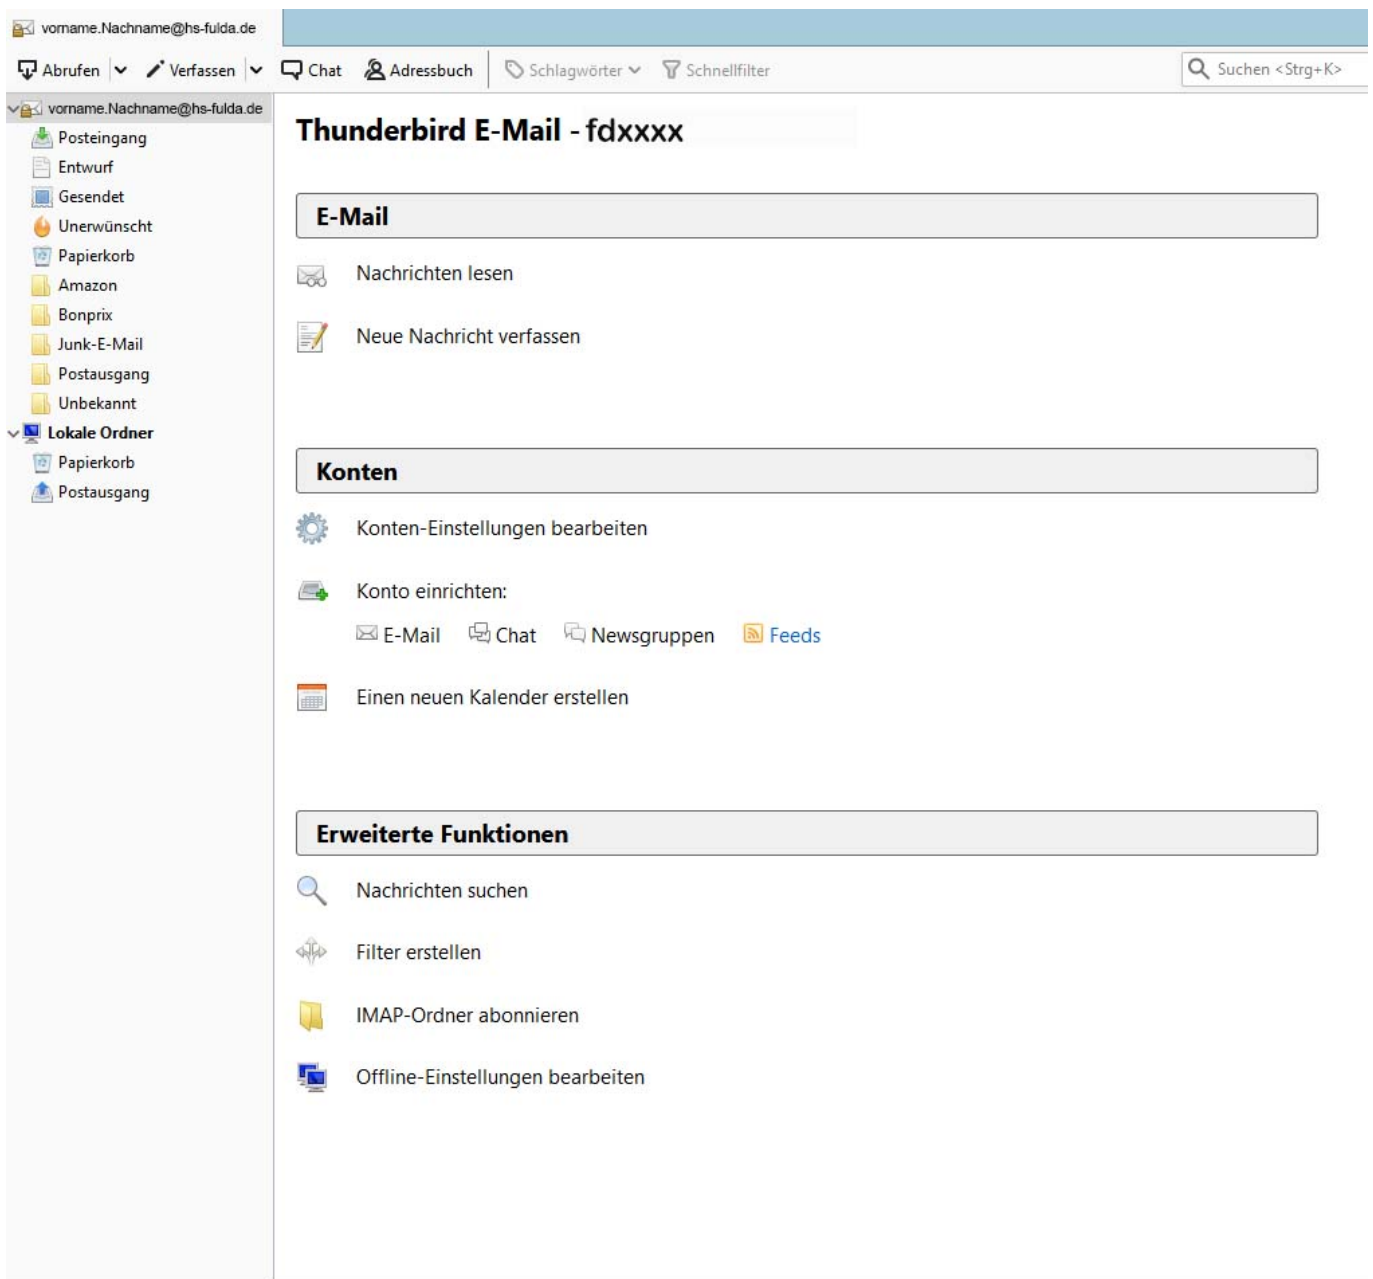 vorname.Nachname@hs-fulda.de
Abrufen Verfassen Chat Adressbuch Schlagwörter Schnellfilter Suchen <Strg+K>
vorname.Nachname@hs-fulda.de
Posteingang
Entwurf
Gesendet
Unerwünscht
Papierkorb
Amazon
Bonprix
Junk-E-Mail
Postausgang
Unbekannt
Lokale Ordner
Papierkorb
Postausgang
Thunderbird E-Mail - fdxxxx
E-Mail
Nachrichten lesen
Neue Nachricht verfassen
Konten
Konten-Einstellungen bearbeiten
Konto einrichten:
E-Mail Chat Newsgruppen Feeds
Einen neuen Kalender erstellen
Erweiterte Funktionen
Nachrichten suchen
Filter erstellen
IMAP-Ordner abonnieren
Offline-Einstellungen bearbeiten